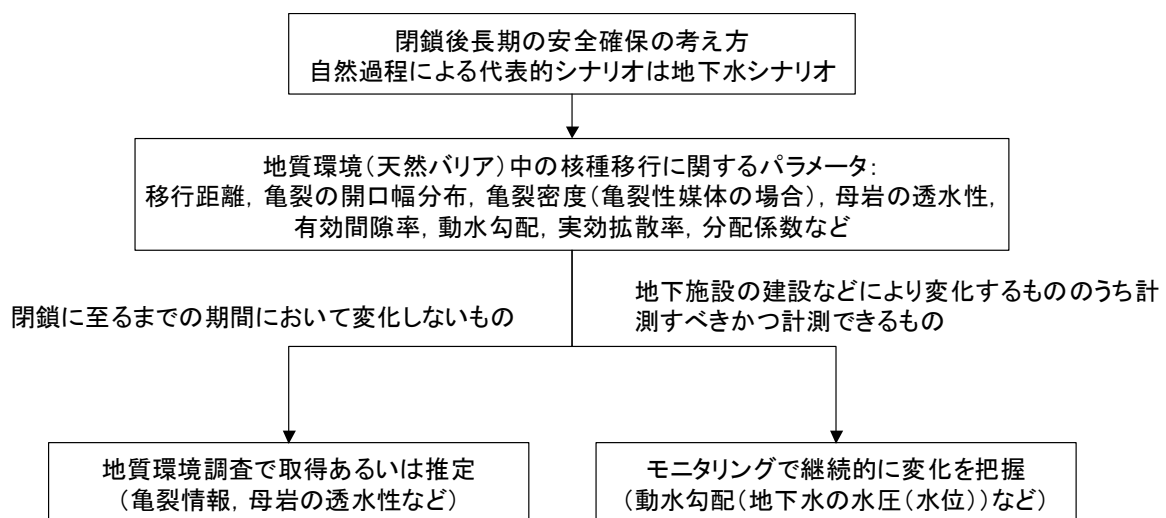 閉鎖後長期の安全確保の考え方
自然過程による代表的シナリオは地下水シナリオ
地質環境(天然バリア)中の核種移行に関するパラメータ:
移行距離, 亀裂の開口幅分布, 亀裂密度(亀裂性媒体の場合), 母岩の透水性,
有効間隙率, 動水勾配, 実効拡散率, 分配係数など
閉鎖に至るまでの期間において変化しないもの
地下施設の建設などにより変化するもののうち計
測すべきかつ計測できるもの
地質環境調査で取得あるいは推定
(亀裂情報, 母岩の透水性など)
モニタリングで継続的に変化を把握
(動水勾配(地下水の水圧(水位))など)